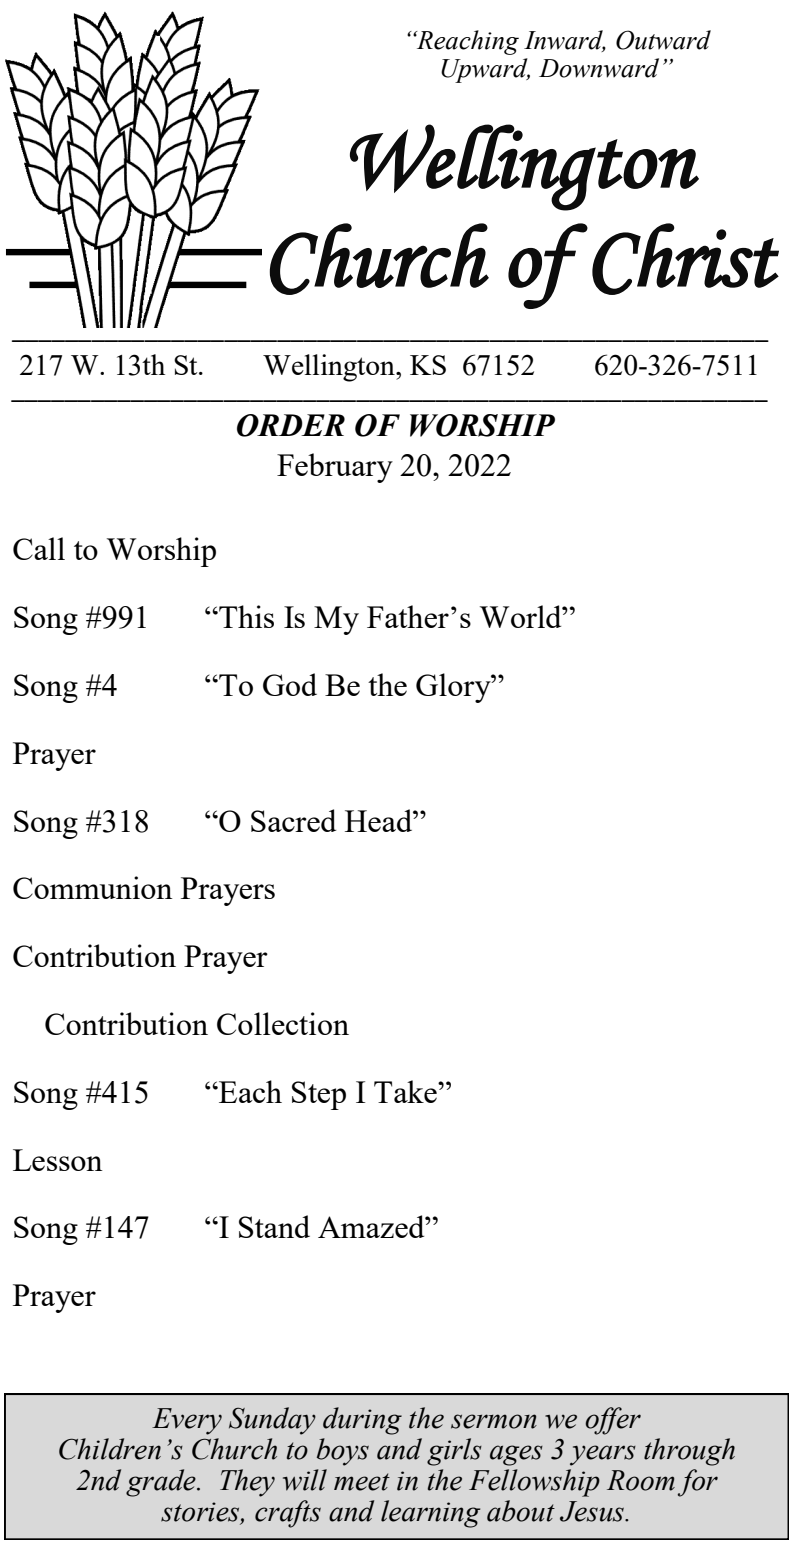 “Reaching Inward, Outward
Upward, Downward”
Wellington
Church of Christ
217 W. 13th St. Wellington, KS 67152 620-326-7511
ORDER OF WORSHIP
February 20, 2022
Call to Worship
Song #991 “This Is My Father’s World”
Song #4 “To God Be the Glory”
Prayer
Song #318 “O Sacred Head”
Communion Prayers
Contribution Prayer
Contribution Collection
Song #415 “Each Step I Take”
Lesson
Song #147 “I Stand Amazed”
Prayer
Every Sunday during the sermon we offer
Children’s Church to boys and girls ages 3 years through
2nd grade. They will meet in the Fellowship Room for
stories, crafts and learning about Jesus.